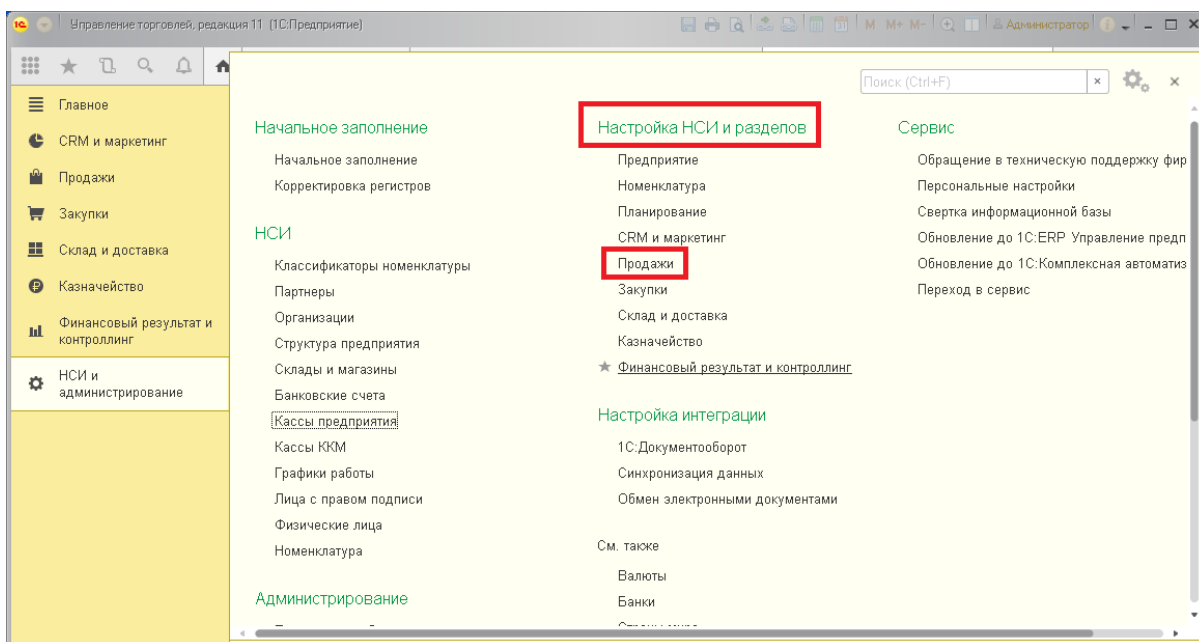 1С Управление торговлей, редакция 11 (1С:Предприятие) M M+ M- Администратор
Поиск (Ctrl+F)
Главное
CRM и маркетинг
Продажи
Закупки
Склад и доставка
Казначейство
Финансовый результат и
контроллинг
НСИ и
администрирование
Начальное заполнение
Начальное заполнение
Корректировка регистров
НСИ
Классификаторы номенклатуры
Партнеры
Организации
Структура предприятия
Склады и магазины
Банковские счета
Кассы предприятия
Кассы ККМ
Графики работы
Лица с правом подписи
Физические лица
Номенклатура
Администрирование
Настройка НСИ и разделов
Предприятие
Номенклатура
Планирование
CRM и маркетинг
Продажи
Закупки
Склад и доставка
Казначейство
Финансовый результат и контроллинг
Настройка интеграции
1С:Документооборот
Синхронизация данных
Обмен электронными документами
См. также
Валюты
Банки
Сервис
Обращение в техническую поддержку фир
Персональные настройки
Свертка информационной базы
Обновление до 1С:ERP Управление предп
Обновление до 1С:Комплексная автоматиз
Переход в сервис